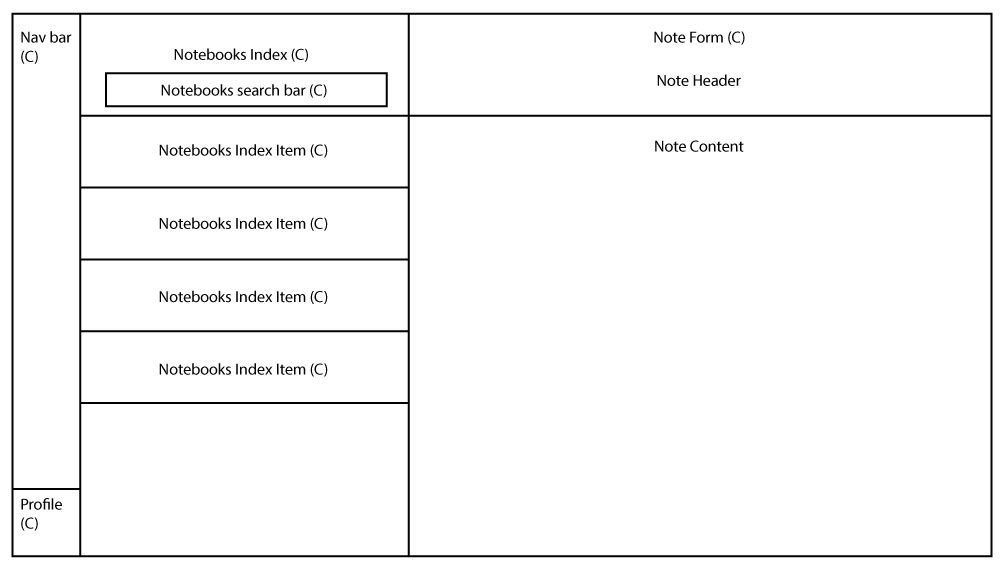 Nav bar
(C)
Notebooks Index (C)
Notebooks search bar (C)
Notebooks Index Item (C)
Notebooks Index Item (C)
Notebooks Index Item (C)
Notebooks Index Item (C)
Note Form (C)
Note Header
Note Content
Profile
(C)